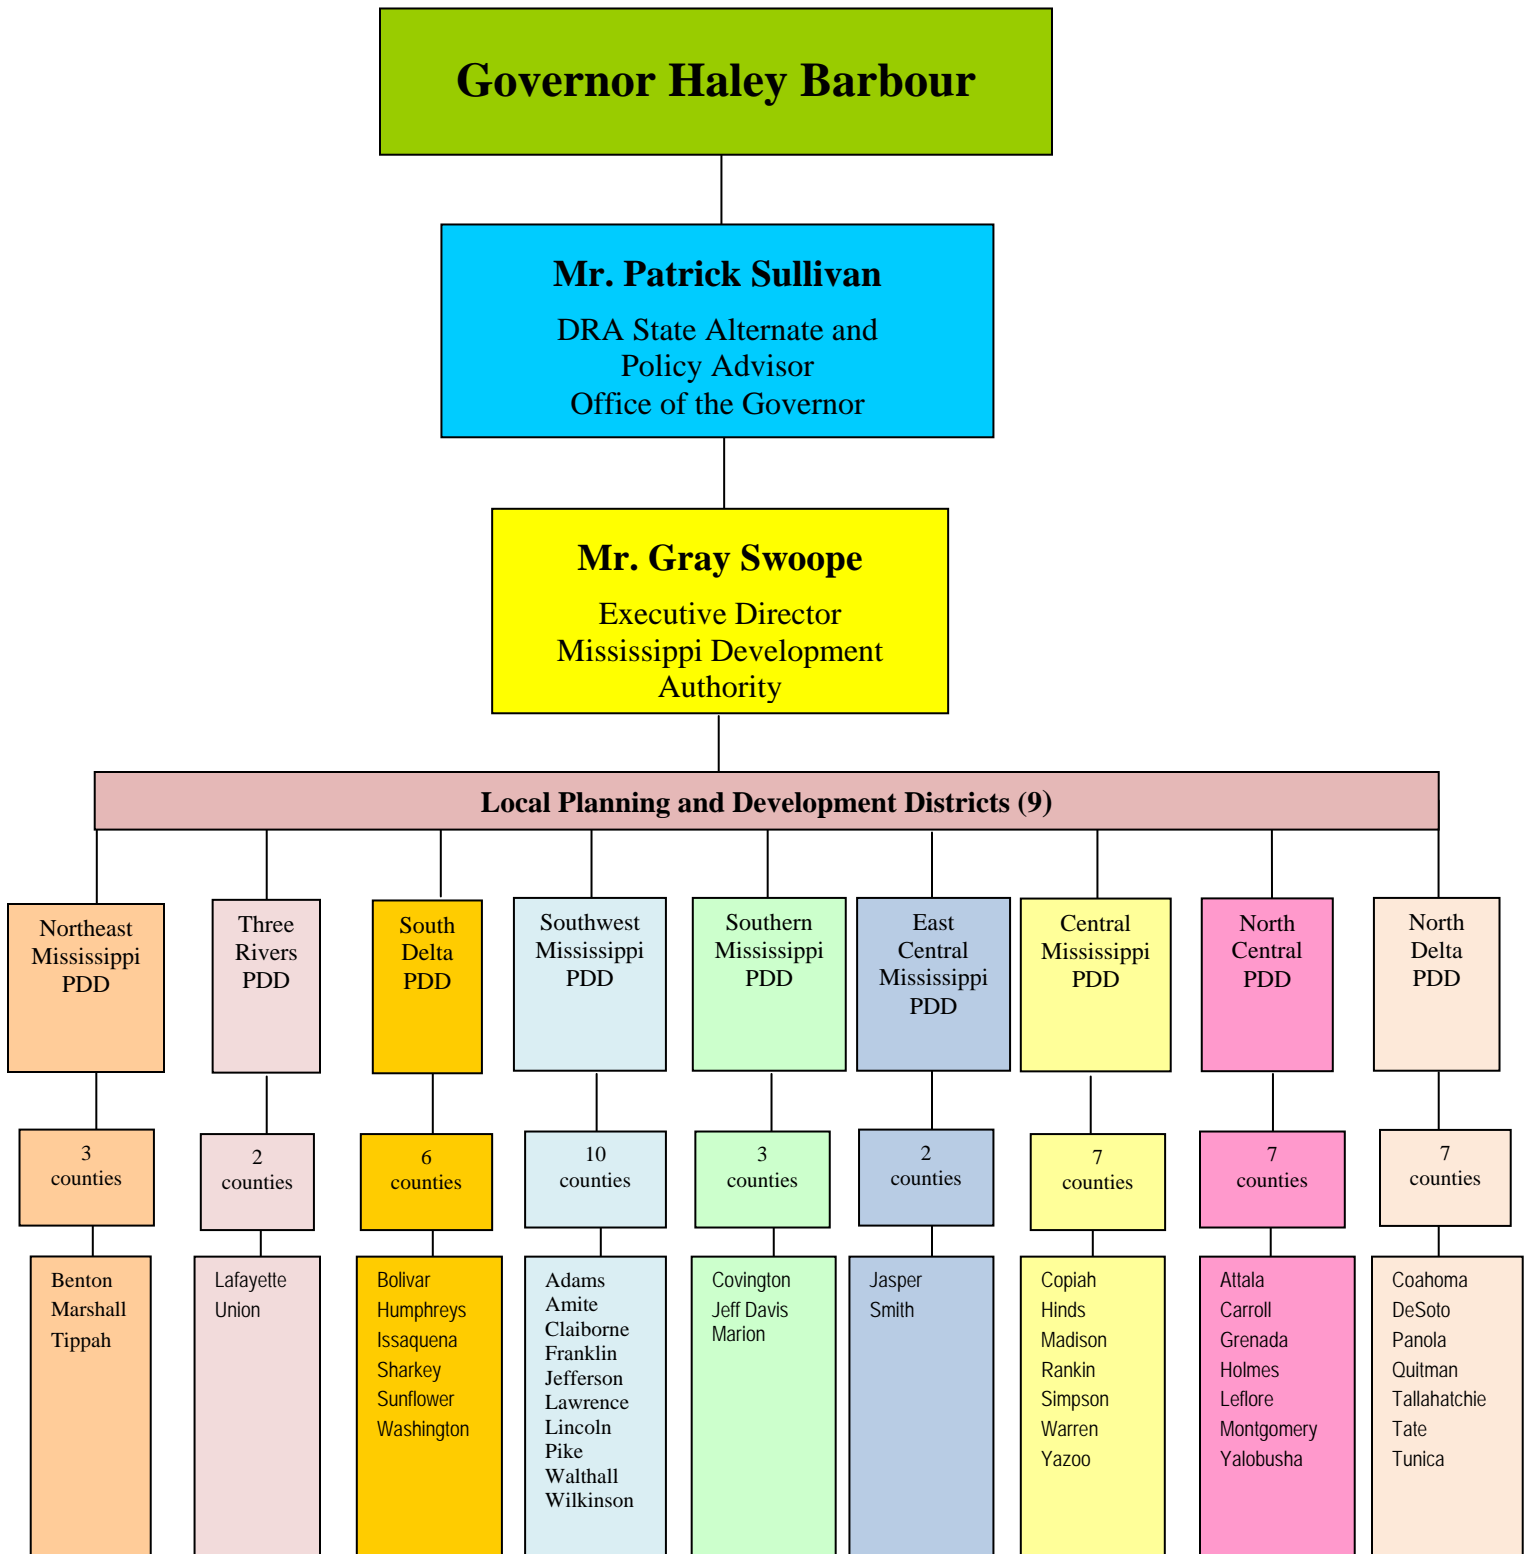 Governor Haley Barbour
Mr. Patrick Sullivan
DRA State Alternate and
Policy Advisor
Office of the Governor
Mr. Gray Swoope
Executive Director
Mississippi Development
Authority
Local Planning and Development Districts (9)
Northeast
Mississippi
PDD
Three
Rivers
PDD
South
Delta
PDD
Southwest
Mississippi
PDD
Southern
Mississippi
PDD
East
Central
Mississippi
PDD
Central
Mississippi
PDD
North
Central
PDD
North
Delta
PDD
3
counties
2
counties
6
counties
10
counties
3
counties
2
counties
7
counties
7
counties
7
counties
Benton
Marshall
Tippah
Lafayette
Union
Bolivar
Humphreys
Issaquena
Sharkey
Sunflower
Washington
Adams
Amite
Claiborne
Franklin
Jefferson
Lawrence
Lincoln
Pike
Walthall
Wilkinson
Covington
Jeff Davis
Marion
Jasper
Smith
Copiah
Hinds
Madison
Rankin
Simpson
Warren
Yazoo
Attala
Carroll
Grenada
Holmes
Leflore
Montgomery
Yalobusha
Coahoma
DeSoto
Panola
Quitman
Tallahatchie
Tate
Tunica